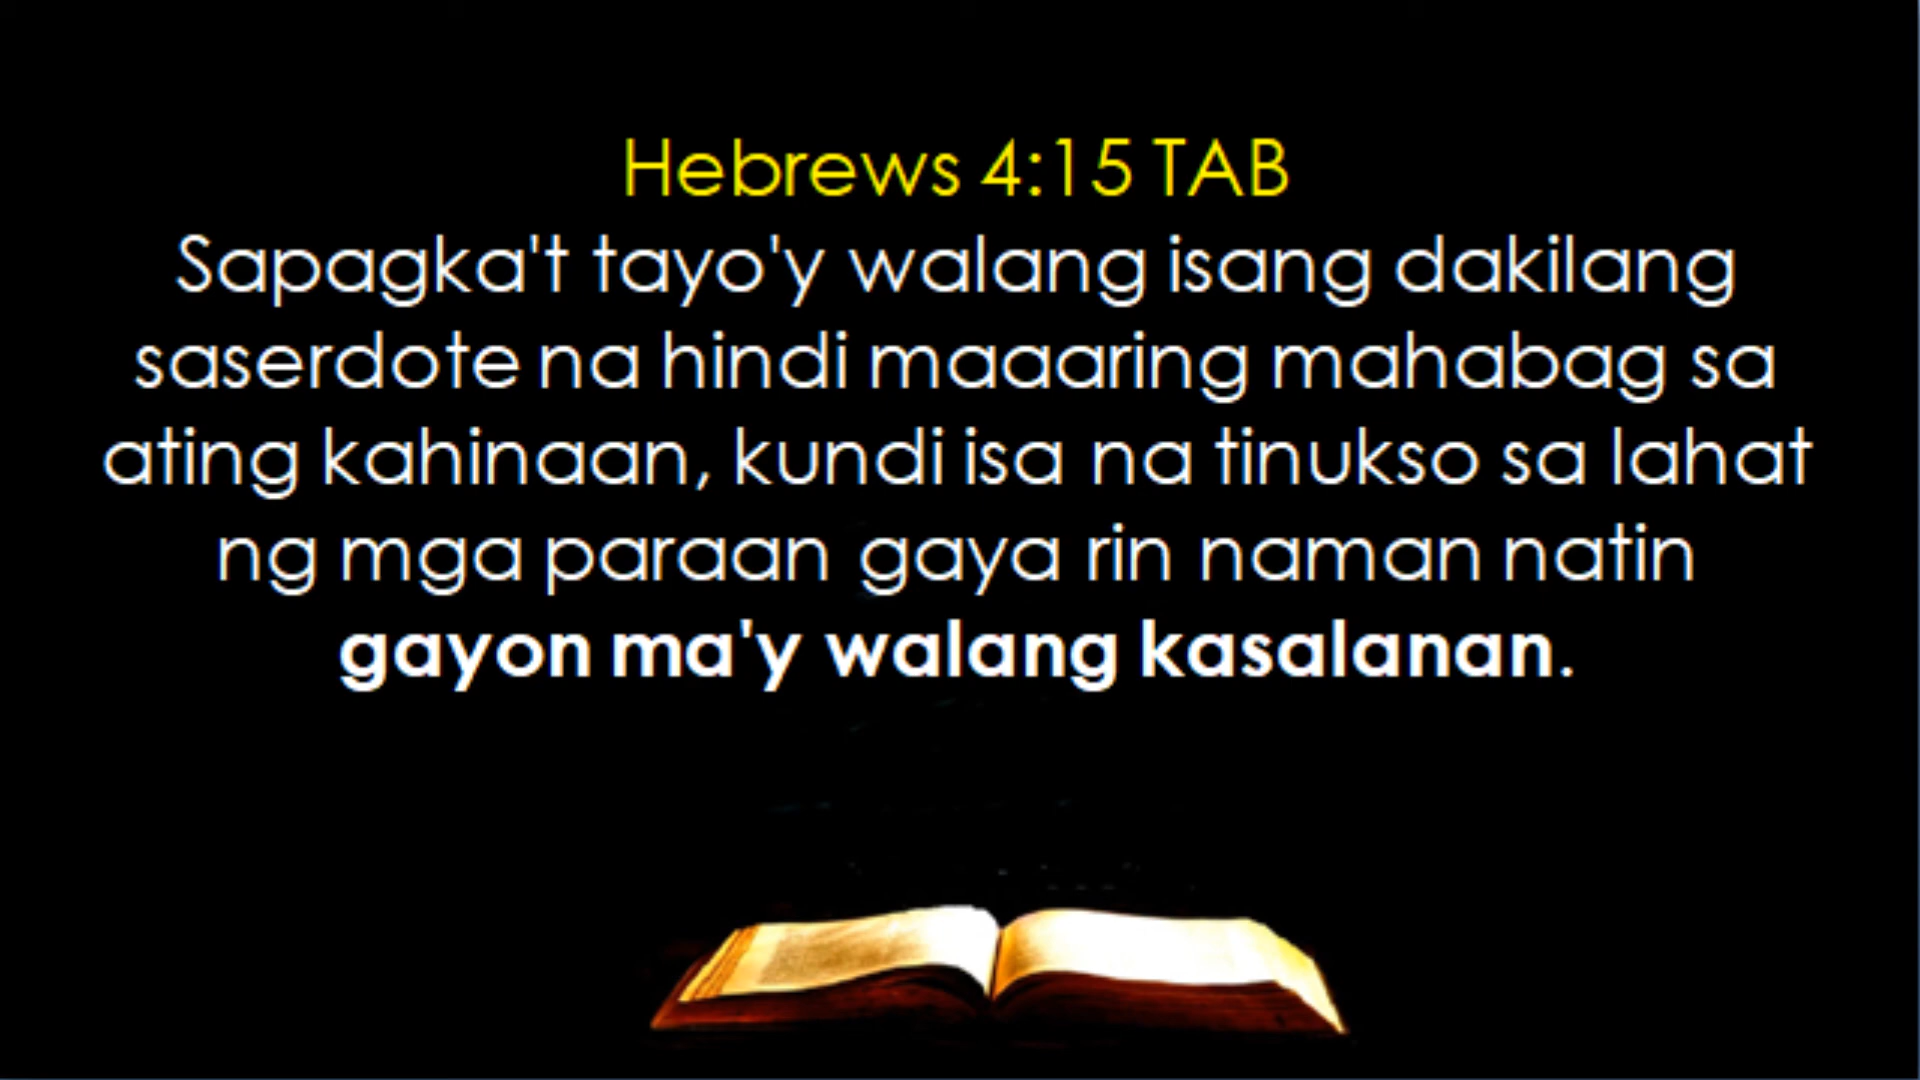 Hebrews 4:15 TAB
Sapagka't tayo'y walang isang dakilang
saserdote na hindi maaaring mahabag sa
ating kahinaan, kundi isa na tinukso sa lahat
ng mga paraan gaya rin naman natin
gayon ma'y walang kasalanan.